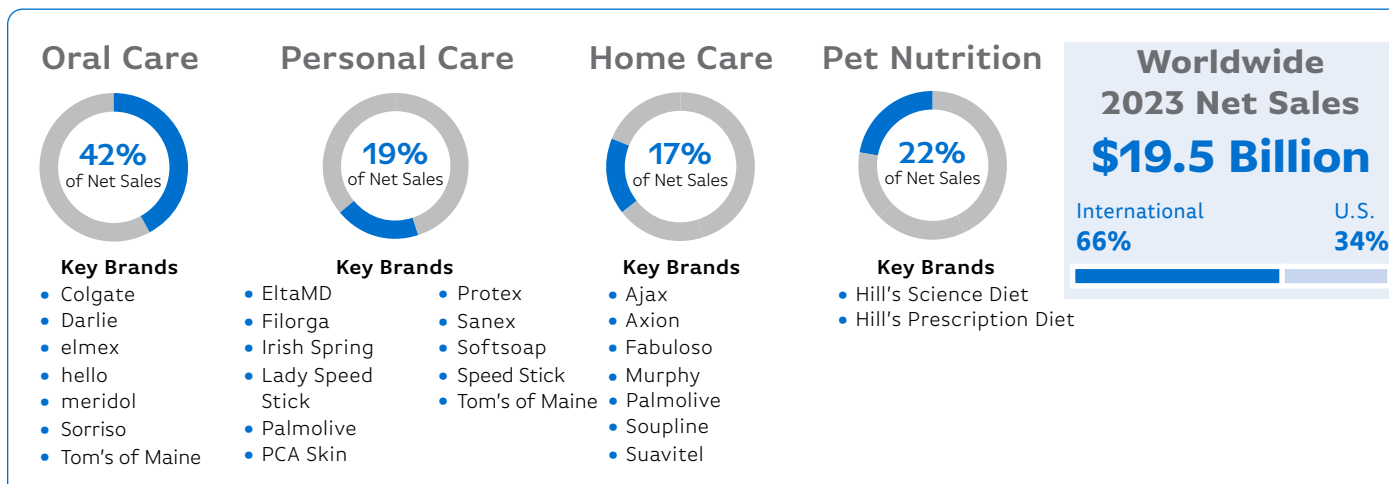 Oral Care
42%
of Net Sales
Key Brands
• Colgate
• Darlie
• elmex
• hello
• meridol
• Sorriso
• Tom's of Maine
Personal Care
19%
of Net Sales
Key Brands
• EltaMD
• Filorga
• Irish Spring
• Lady Speed
Stick
• Palmolive
• PCA Skin
• Protex
• Sanex
• Softsoap
• Speed Stick
• Tom's of Maine
Home Care
17%
of Net Sales
Key Brands
• Ajax
• Axion
• Fabuloso
• Murphy
• Palmolive
• Soupline
• Suavitel
Pet Nutrition
22%
of Net Sales
Key Brands
• Hill's Science Diet
• Hill's Prescription Diet
Worldwide
2023 Net Sales
$19.5 Billion
International
66%
U.S.
34%